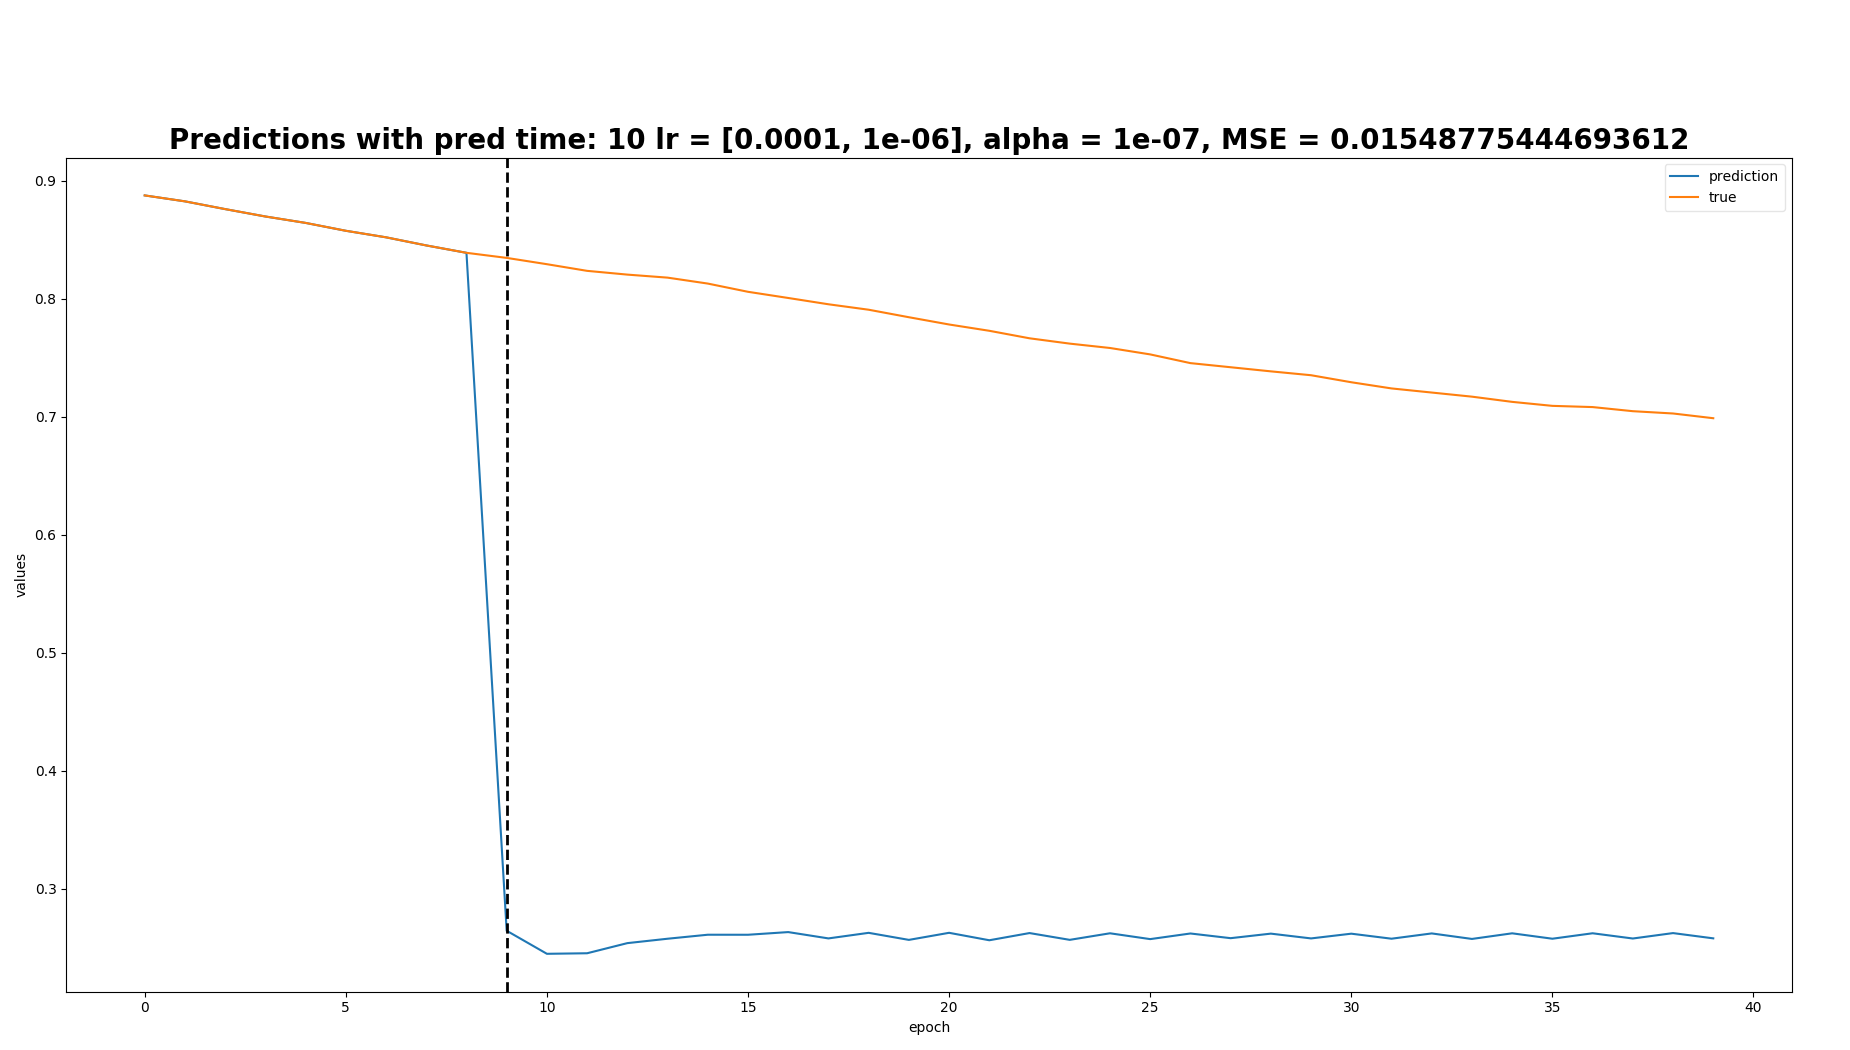 Predictions with pred time: 10 lr = [0.0001, 1e-06], alpha = 1e-07, MSE = 0.01548775444693612
prediction
true
0.9
0.8
0.7
0.6
0.5
0.4
0.3
values
0 5 10 15 20 25 30 35 40
epoch